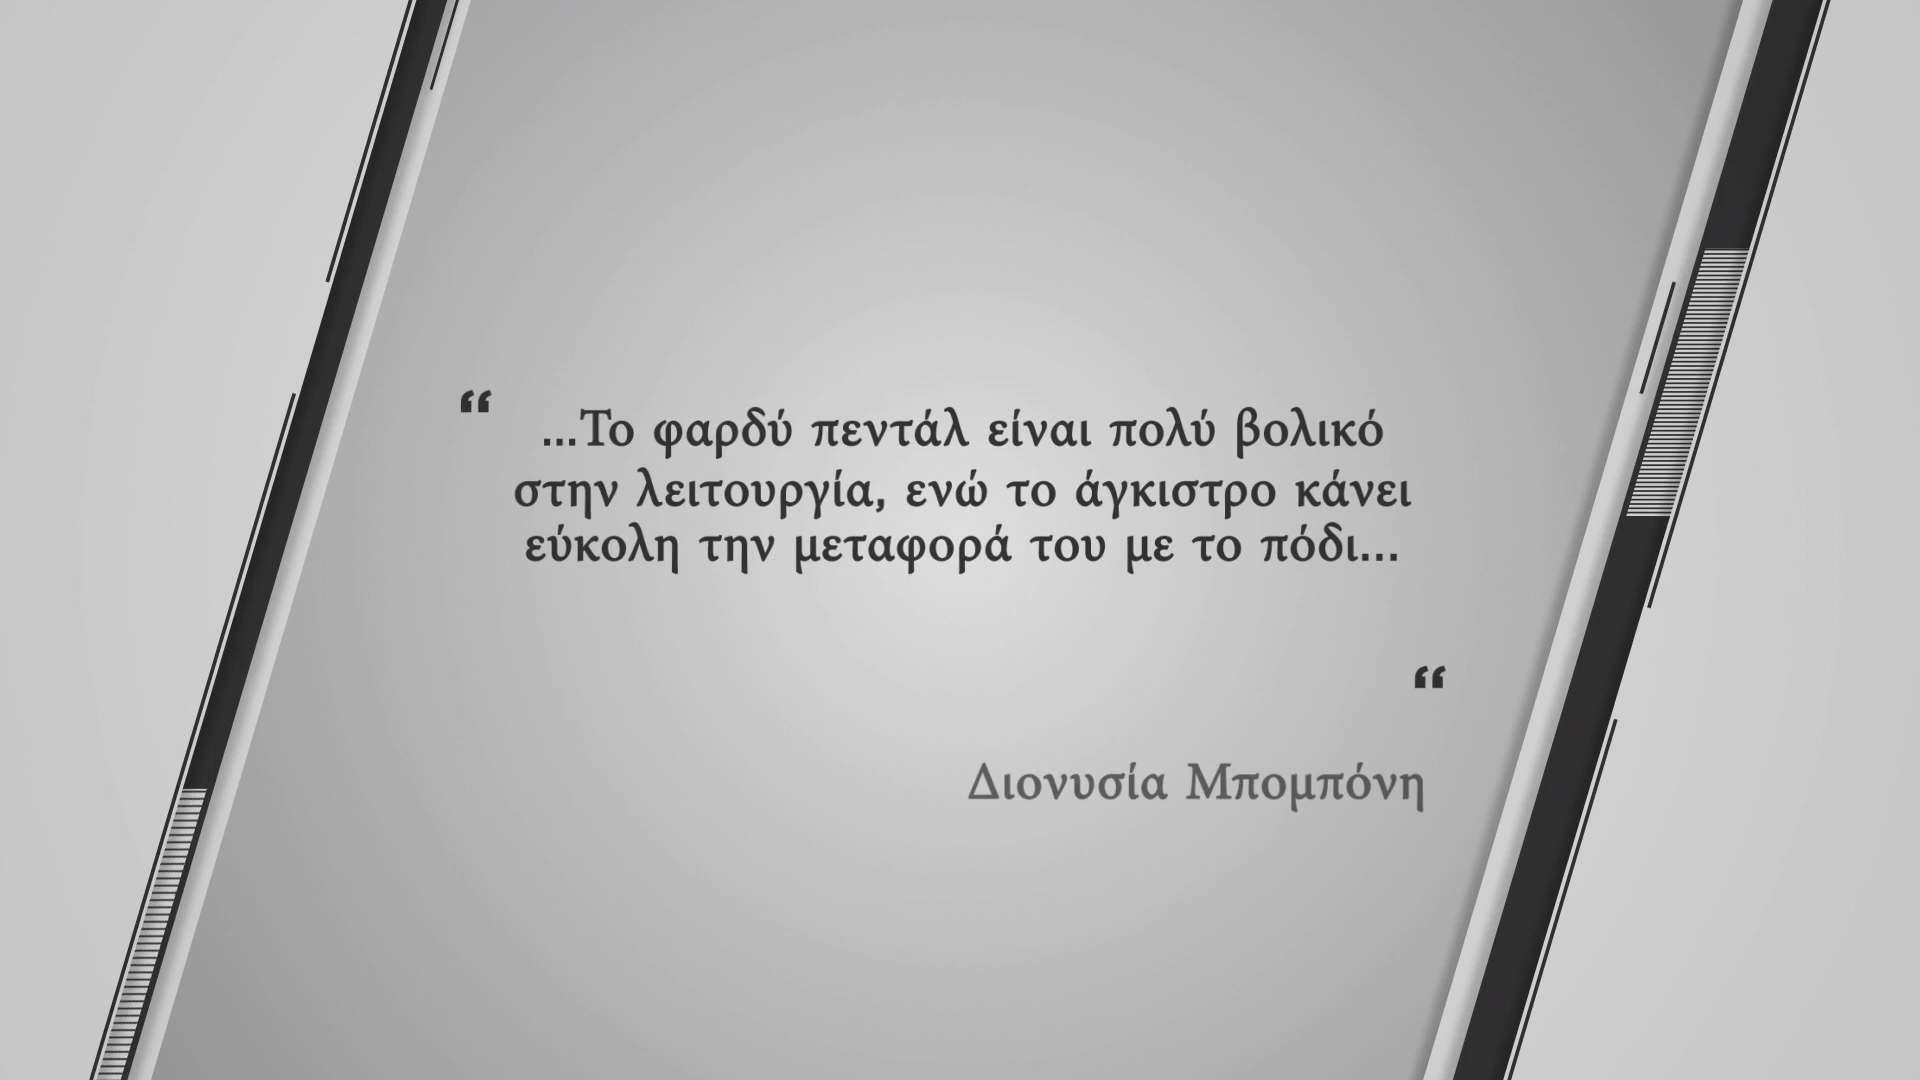 “ ...Το φαρδύ πεντάλ είναι πολύ βολικό
στην λειτουργία, ενώ το άγκιστρο κάνει
εύκολη την μεταφορά του με το πόδι...
“
Διονυσία Μπομπόνη